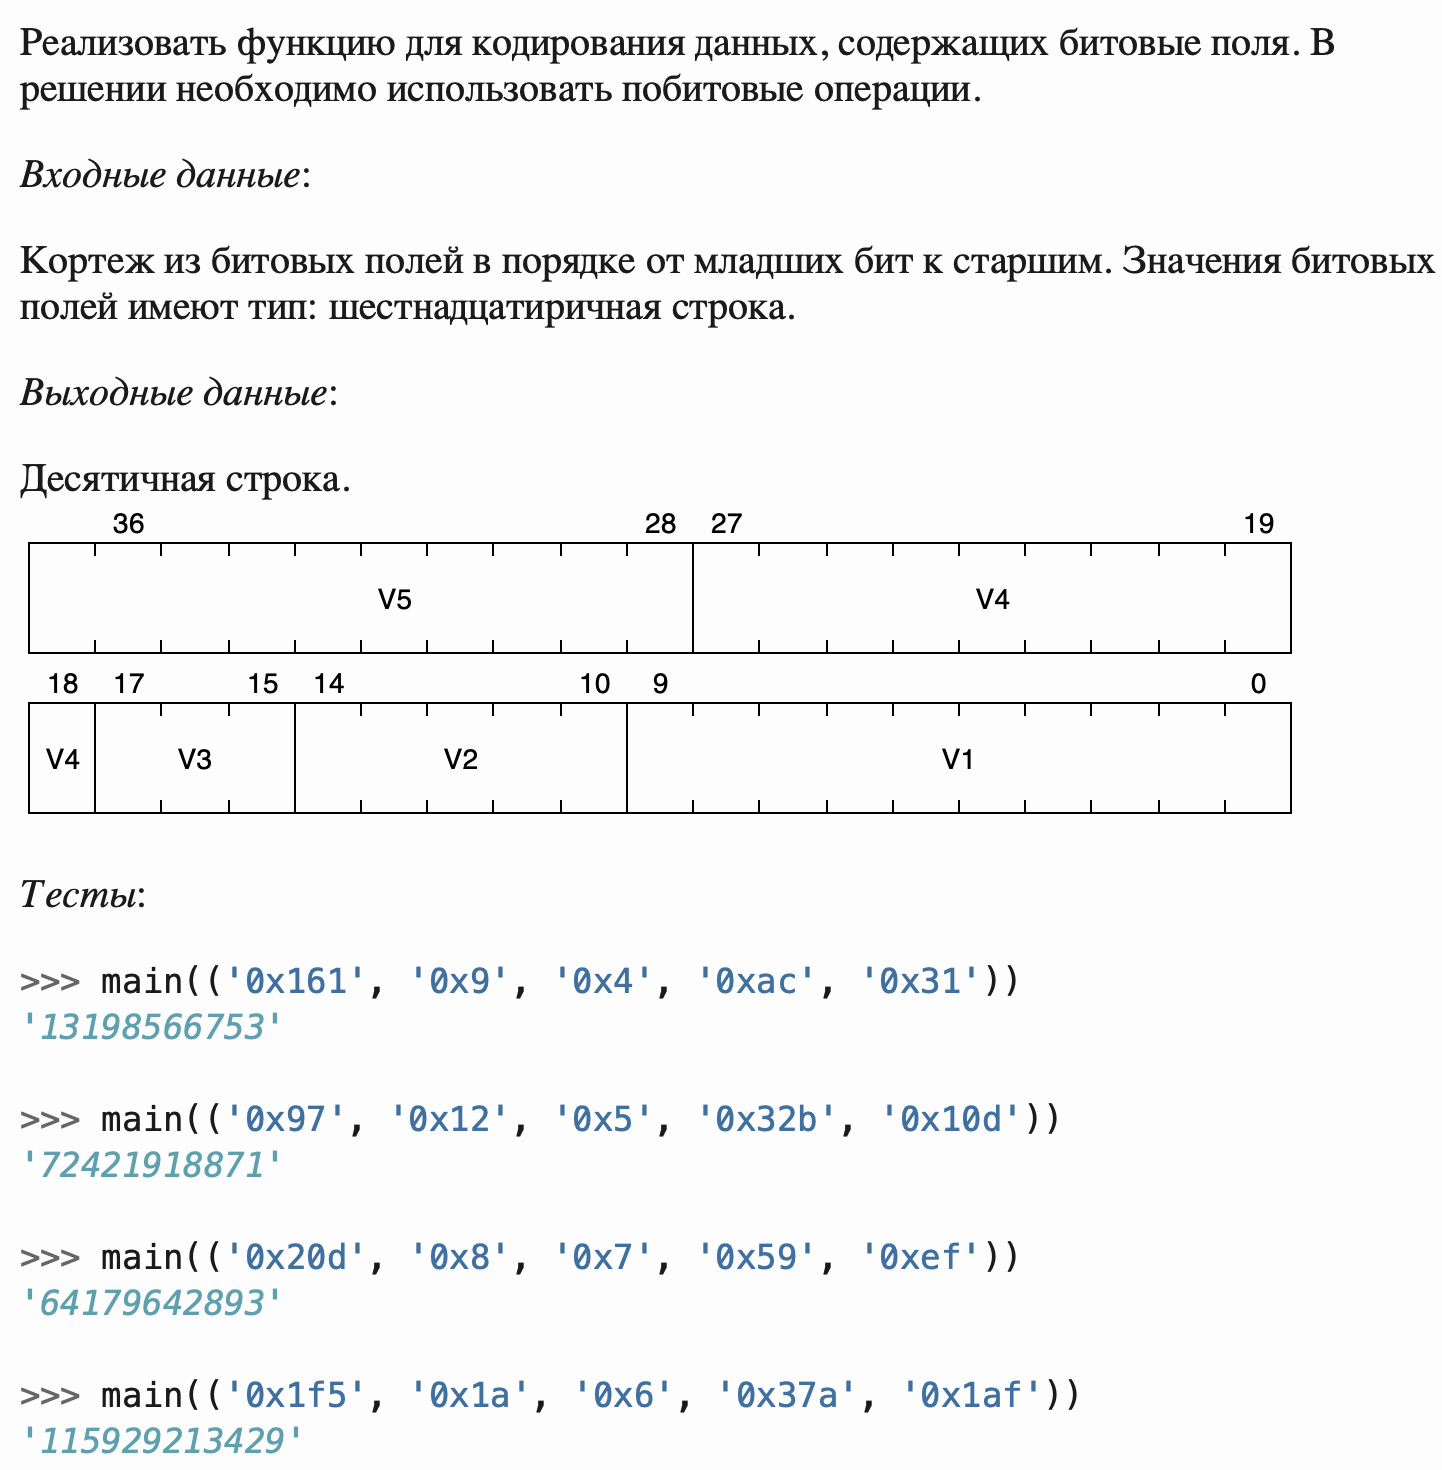 Реализовать функцию для кодирования данных, содержащих битовые поля. В
решении необходимо использовать побитовые операции.
Входные данные:
Кортеж из битовых полей в порядке от младших бит к старшим. Значения битовых
полей имеют тип: шестнадцатиричная строка.
Выходные данные:
Десятичная строка.
36 28 27 19
V5 V4
18 17 15 14 10 9 0
V4 V3 V2 V1
Тесты:
>>> main(('0x161', '0x9', '0x4', '0xac', '0x31'))
'13198566753'
>>> main(('0x97', '0x12', '0x5', '0x32b', '0x10d'))
'72421918871'
>>> main(('0x20d', '0x8', '0x7', '0x59', '0xef'))
'64179642893'
>>> main(('0x1f5', '0x1a', '0x6', '0x37a', '0x1af'))
'115929213429'